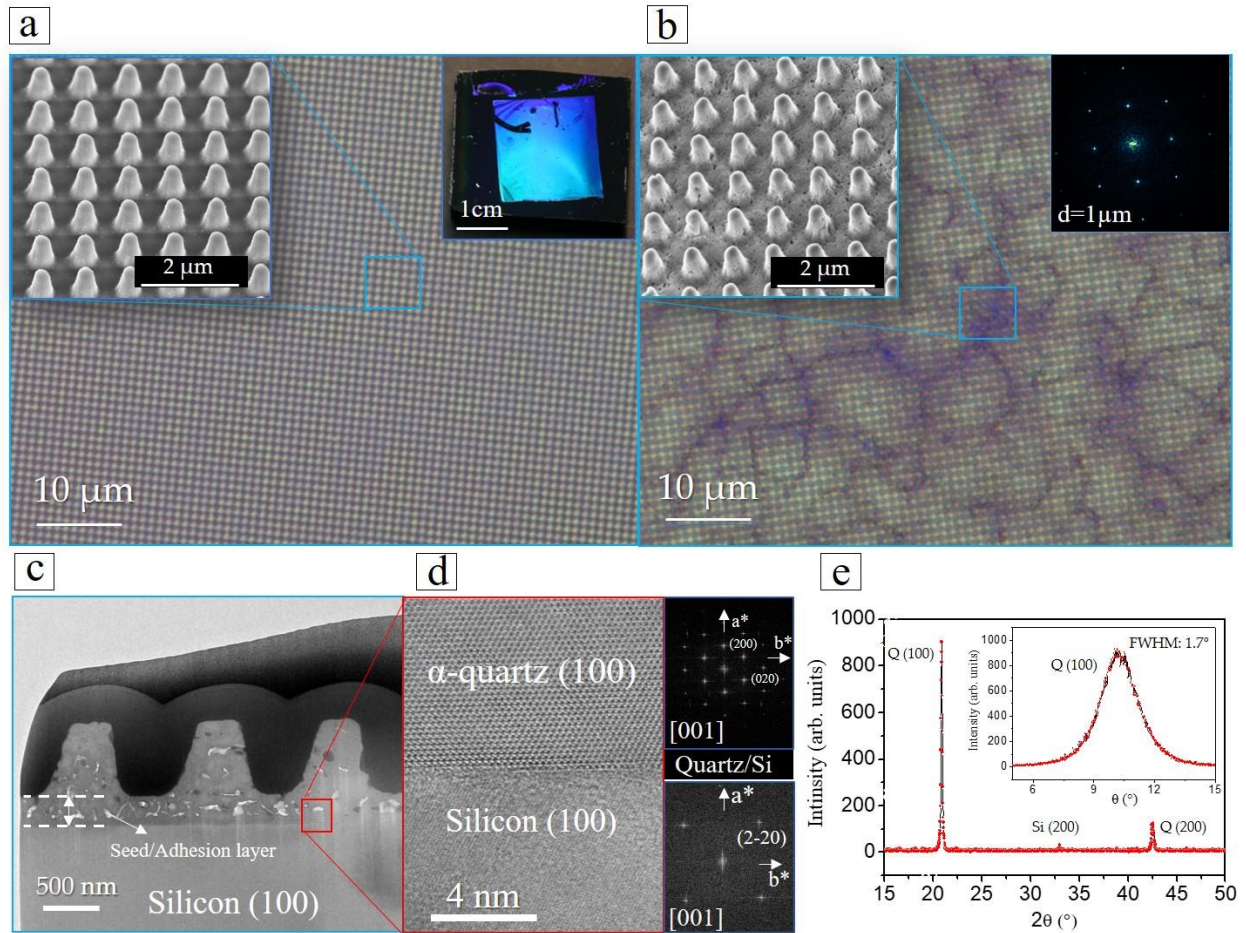 a
b
2 μm
1cm
2 μm
d=1μm
10 μm
10 μm
c
Seed/Adhesion layer
500 nm
Silicon (100)
d
α-quartz (100)
Silicon (100)
4 nm
a*
(200)
b*
(020)
[001]
Quartz/Si
a*
(2-20)
b*
[001]
e
Intinsity (arb. units)
1000
800
600
400
200
0
Q (100)
Si (200)
Q (200)
15 20 25 30 35 40 45 50
2θ (°)
Intensity (arb. units)
1000
800
600
400
200
0
Q (100)
FWHM: 1.7°
9 12 15
θ (°)